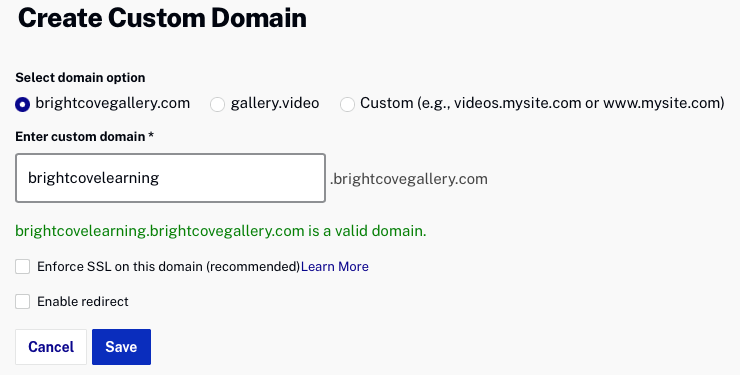 Create Custom Domain
Select domain option
brightcovegallery.com gallery.video Custom (e.g., videos.mysite.com or www.mysite.com)
Enter custom domain *
brightcovelearning .brightcovegallery.com
brightcovelearning.brightcovegallery.com is a valid domain.
Enforce SSL on this domain (recommended)Learn More
Enable redirect
Cancel Save